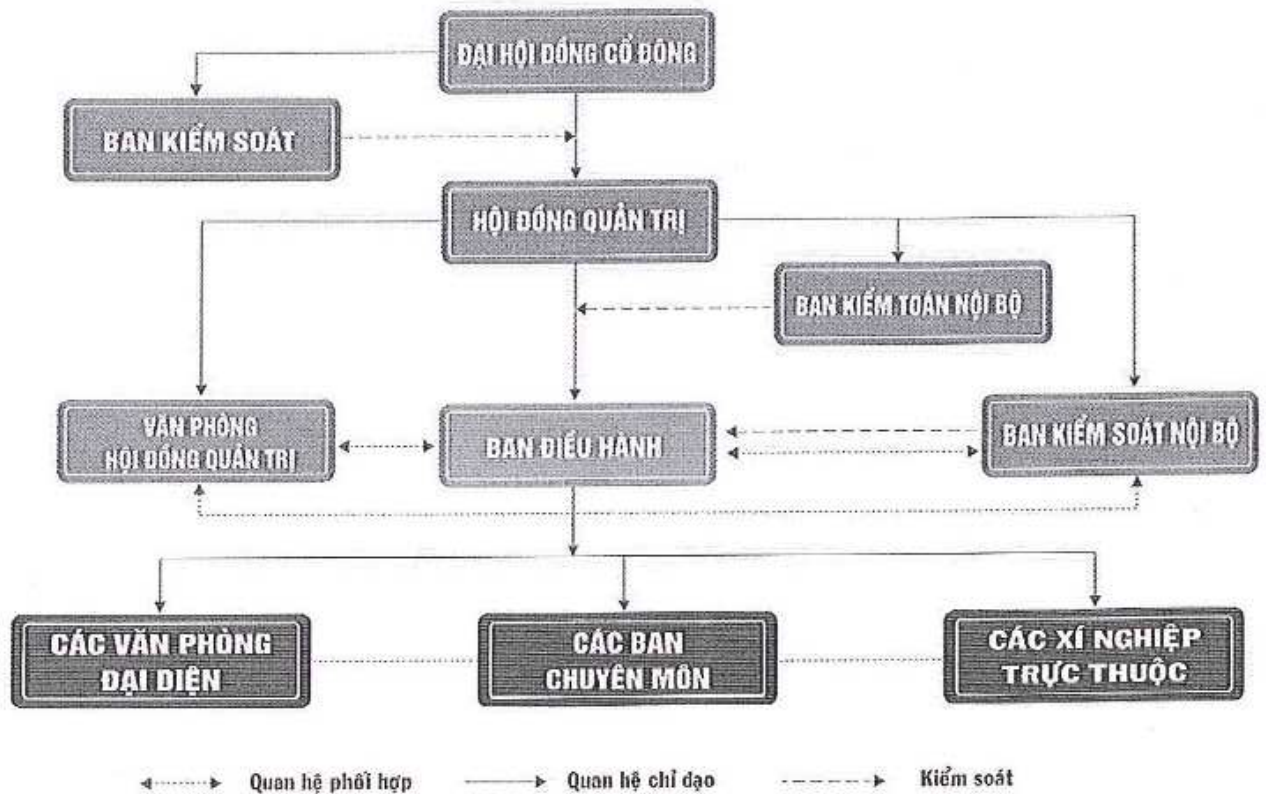 ĐẠI HỘI ĐỒNG CỔ ĐÔNG
BAN KIỂM SOÁT
HỘI ĐỒNG QUẢN TRỊ
BAN KIỂM TOÁN NỘI BỘ
VĂN PHÒNG
HỘI ĐỒNG QUẢN TRỊ
BAN ĐIỀU HÀNH
BAN KIỂM SOÁT NỘI BỘ
CÁC VĂN PHÒNG
ĐẠI DIỆN
CÁC BAN
CHUYÊN MÔN
CÁC XÍ NGHIỆP
TRỰC THUỘC
Quan hệ phối hợp
Quan hệ chỉ đạo
Kiểm soát